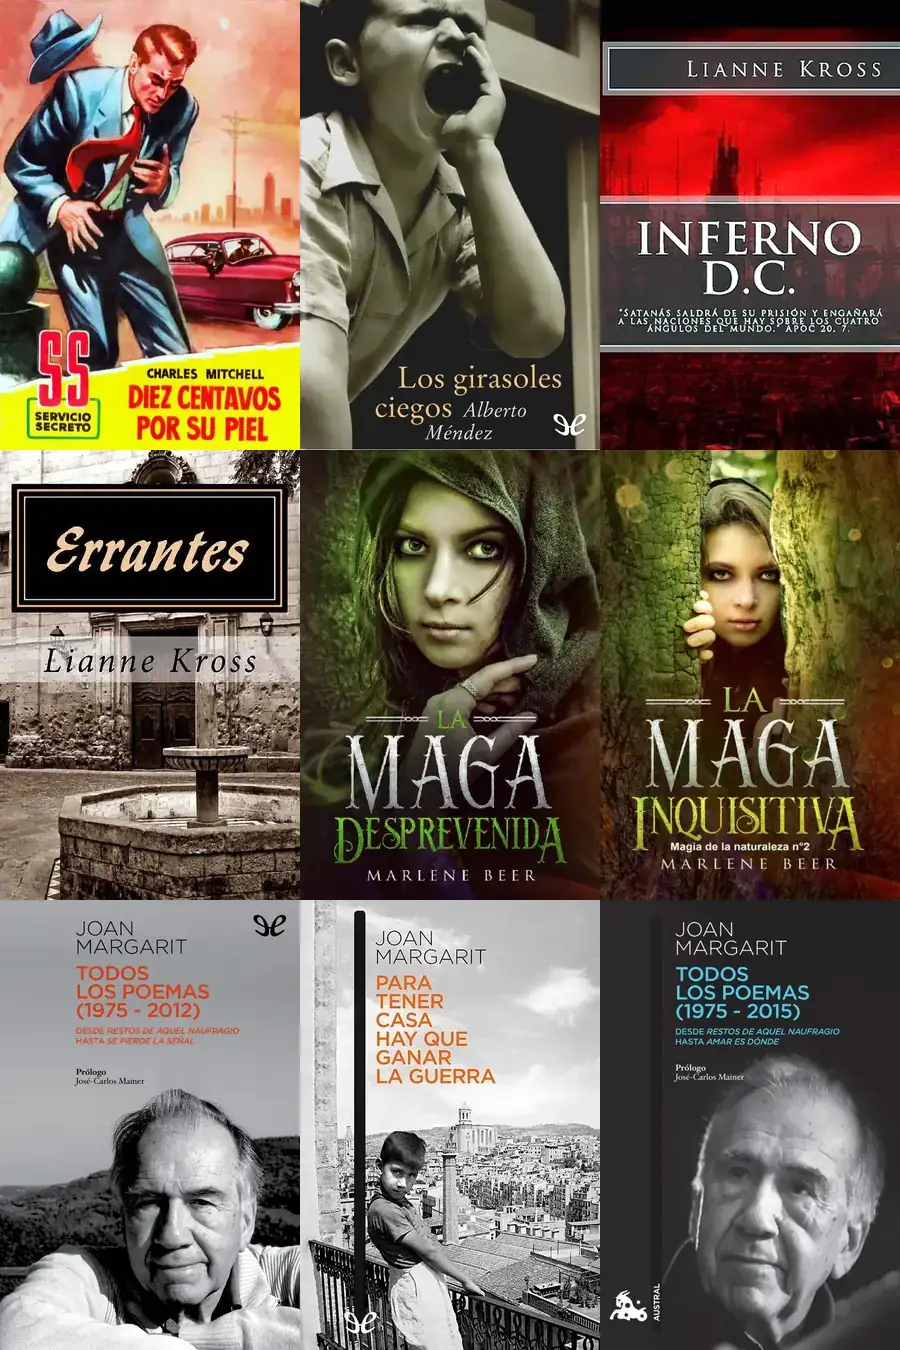 SS
SERVICIO
SECRETO
CHARLES MITCHELL
DIEZ CENTAVOS
POR SU PIEL
Los girasoles
ciegos Alberto
Méndez
LIANNE KROSS
INFERNO
D.C.
"SATANÁS SALDRÁ DE SU PRISIÓN Y ENGAÑARÁ
A LAS NACIONES QUE HAY SOBRE LOS CUATRO
ÁNGULOS DEL MUNDO." APOC 20, 7.
Errantes
Lianne Kross
LA
MAGA
DESPREVENIDA
MARLENE BEER
LA
MAGA
INQUISITIVA
Magia de la naturaleza nº2
MARLENE BEER
JOAN
MARGARIT
TODOS
LOS POEMAS
(1975 - 2012)
DESDE RESTOS DE AQUEL NAUFRAGIO
HASTA SE PIERDE LA SEÑAL
Prólogo
José-Carlos Mainer
JOAN
MARGARIT
PARA
TENER
CASA
HAY QUE
GANAR
LA GUERRA
JOAN
MARGARIT
TODOS
LOS POEMAS
(1975 - 2015)
DESDE RESTOS DE AQUEL NAUFRAGIO
HASTA AMAR ES DÓNDE
Prólogo
José-Carlos Mainer
AUSTRAL